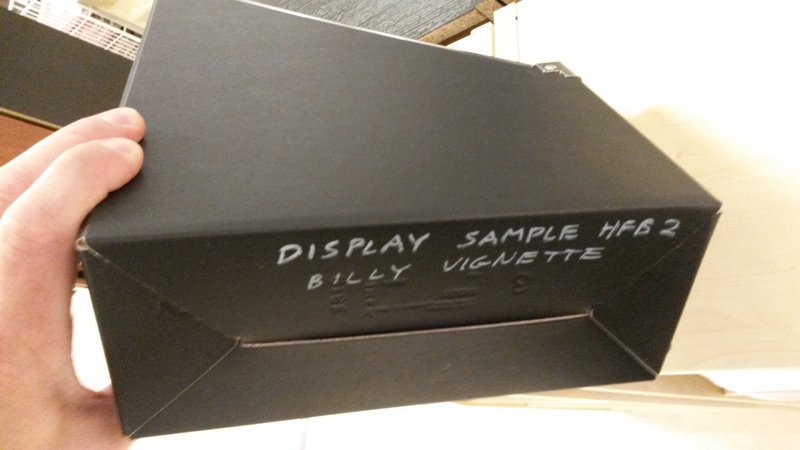 DISPLAY SAMPLE HFB 2
BILLY VIGNETTE